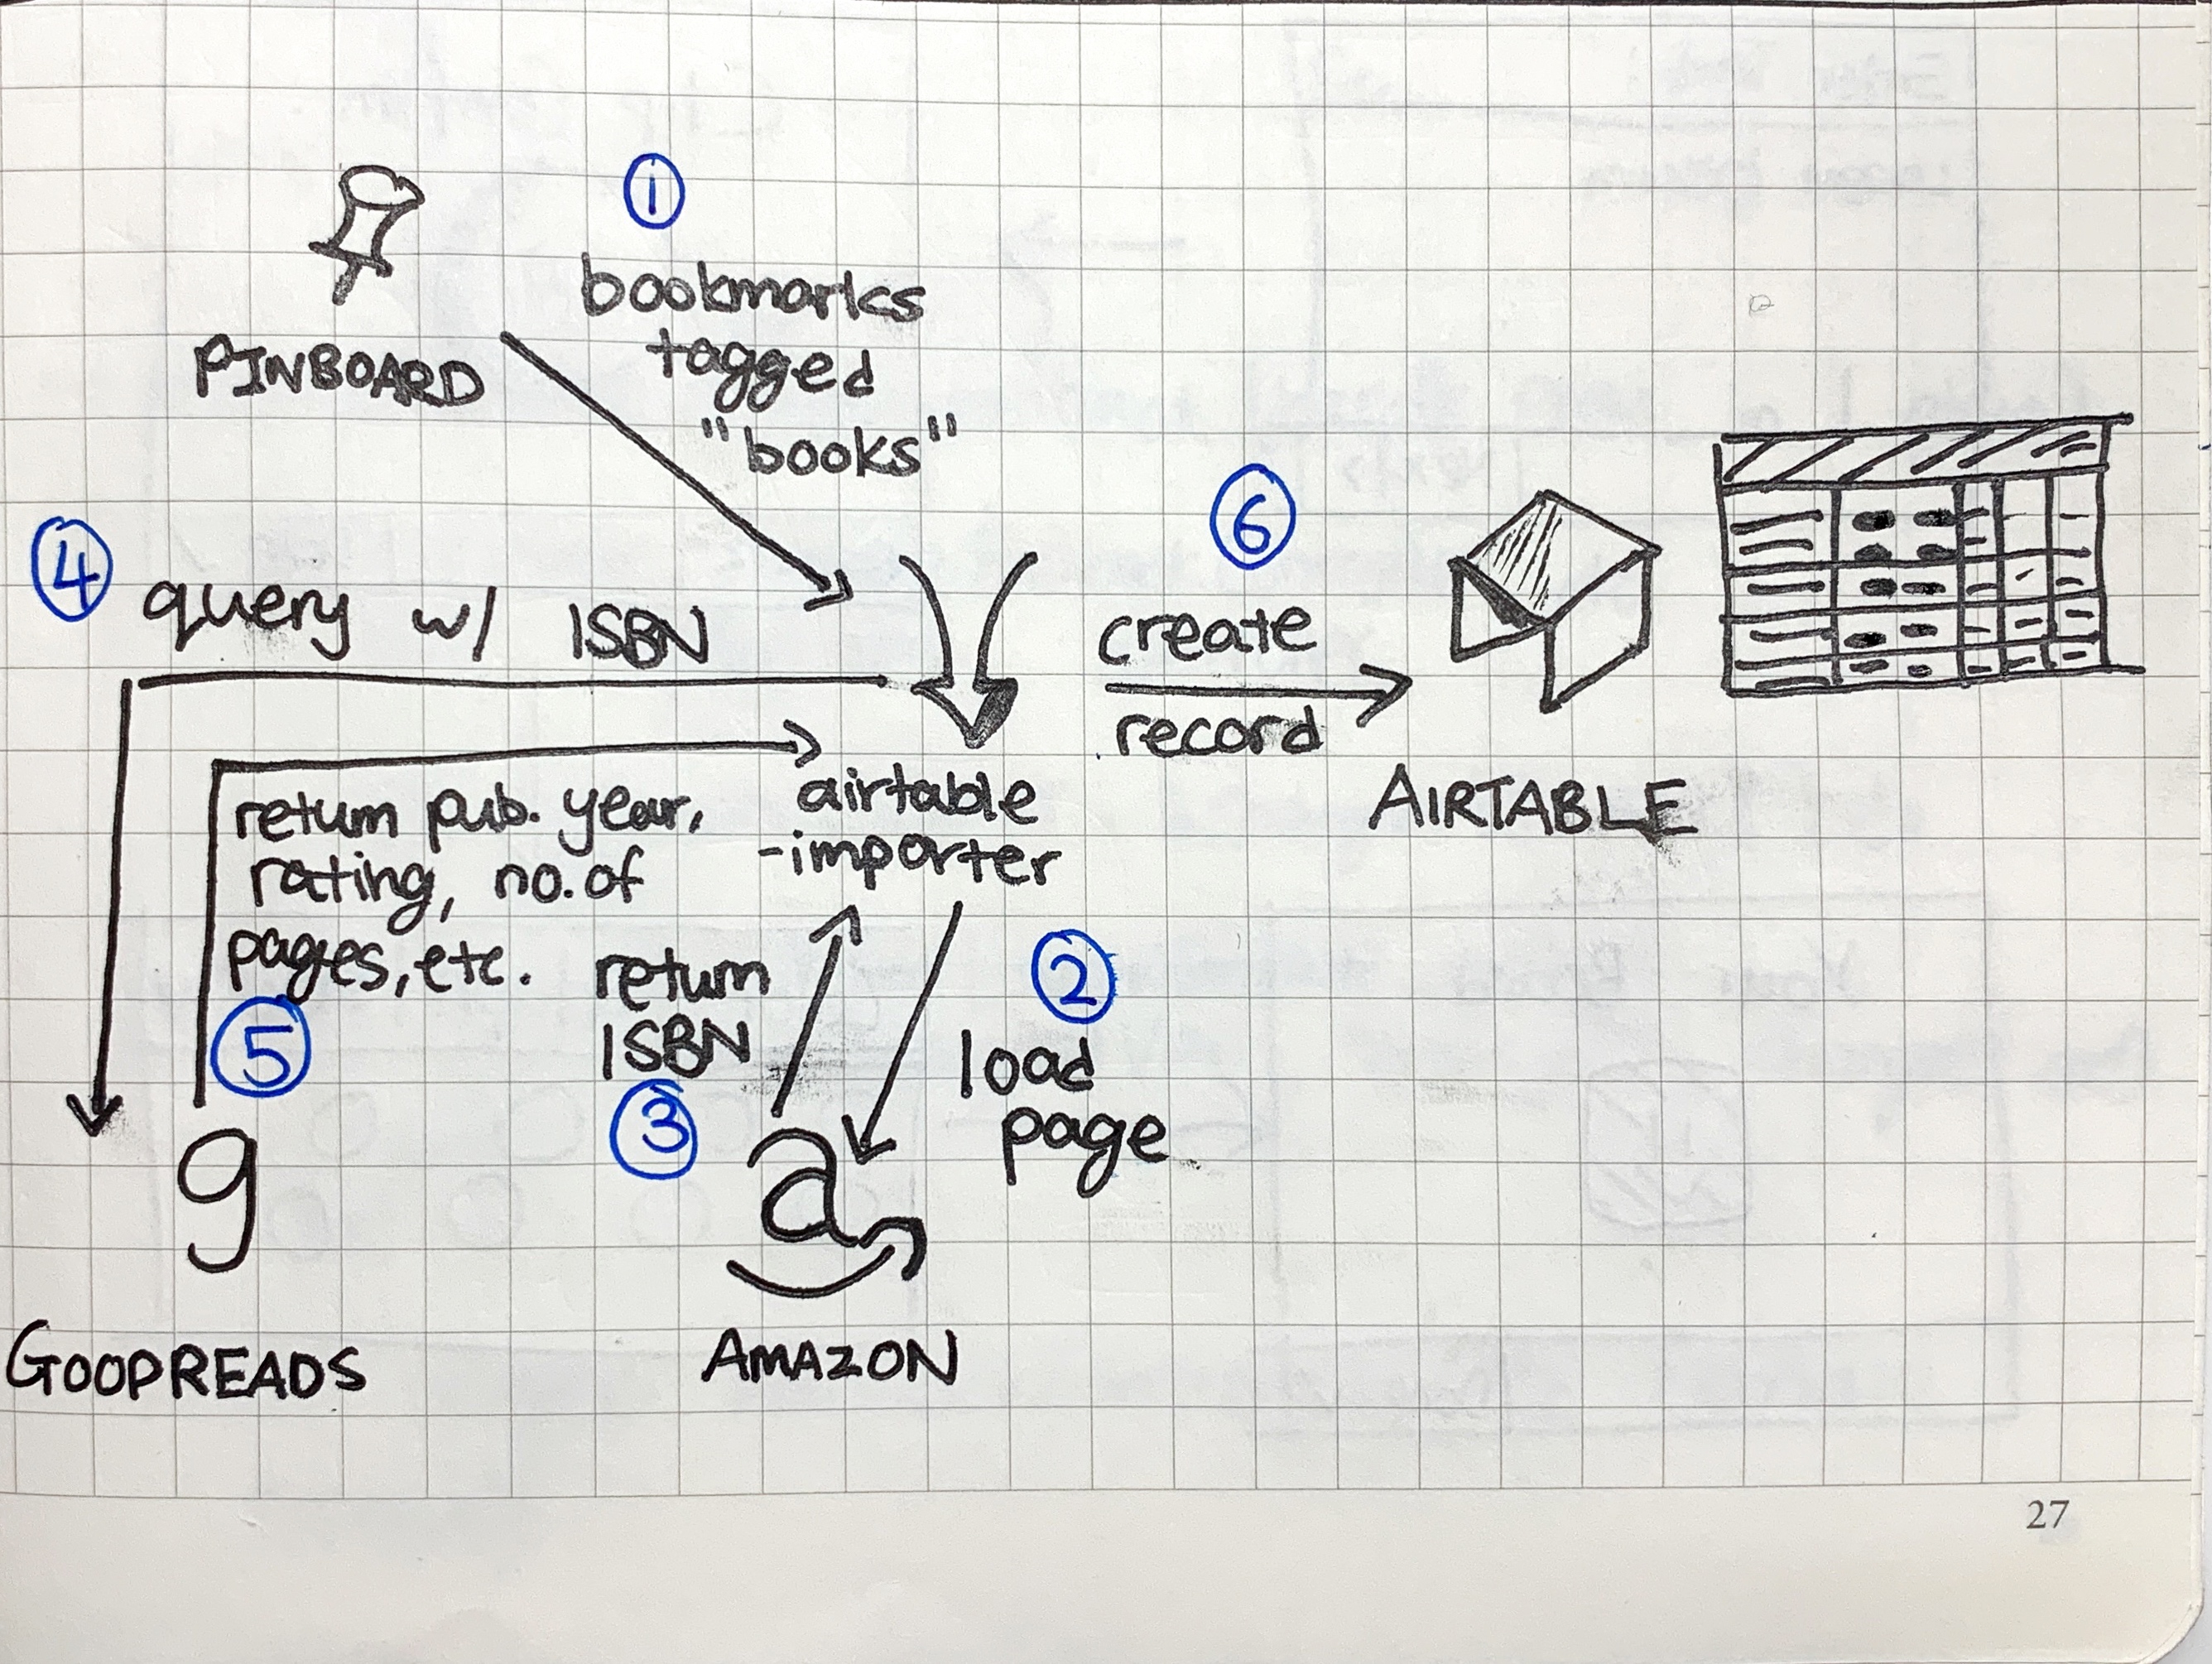 ①
bookmarks
tagged
"books"
PINBOARD
④
query w/ ISBN
⑥
create
record
AIRTABLE
airtable
-importer
return pub. year,
rating, no. of
pages, etc.
⑤
return
ISBN
③
②
load
page
g
GOODREADS
a
AMAZON
27